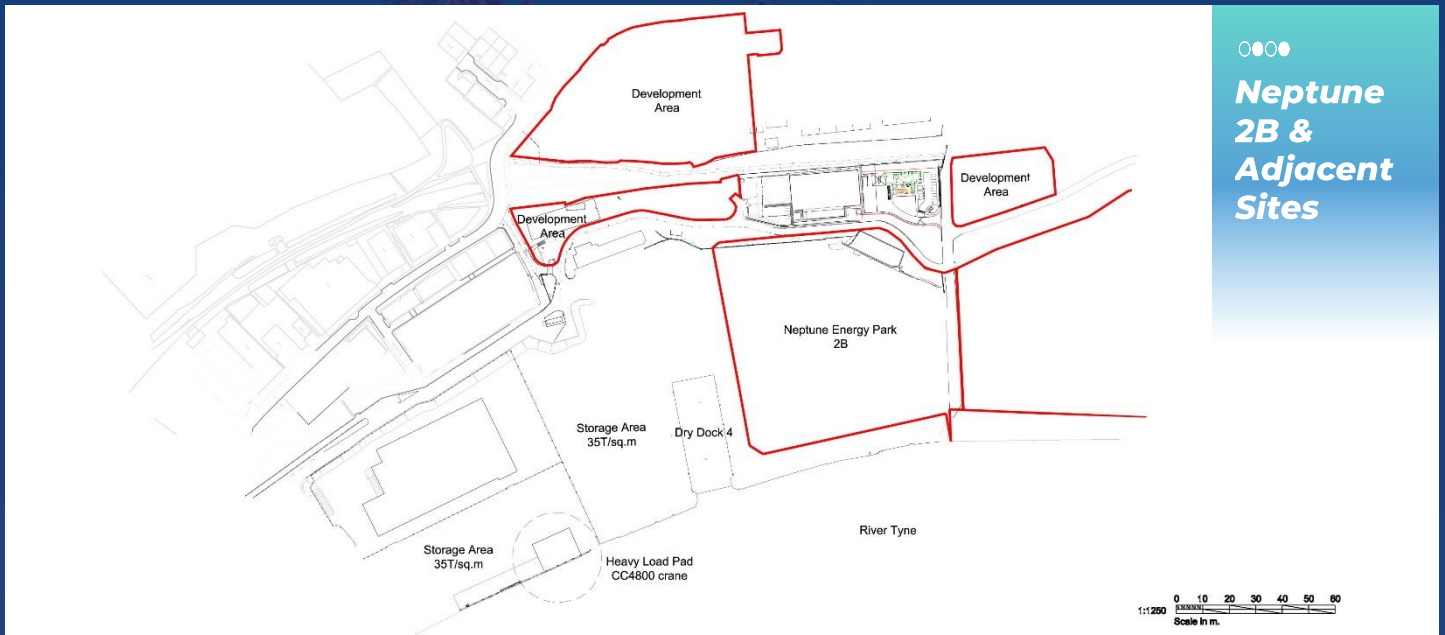 Neptune
2B &
Adjacent
Sites
Development
Area
Development
Area
Development
Area
Neptune Energy Park
2B
Storage Area
35T/sq.m
Dry Dock 4
River Tyne
Storage Area
35T/sq.m
Heavy Load Pad
CC4800 crane
0 10 20 30 40 50 60
1:1250
Scale in m.